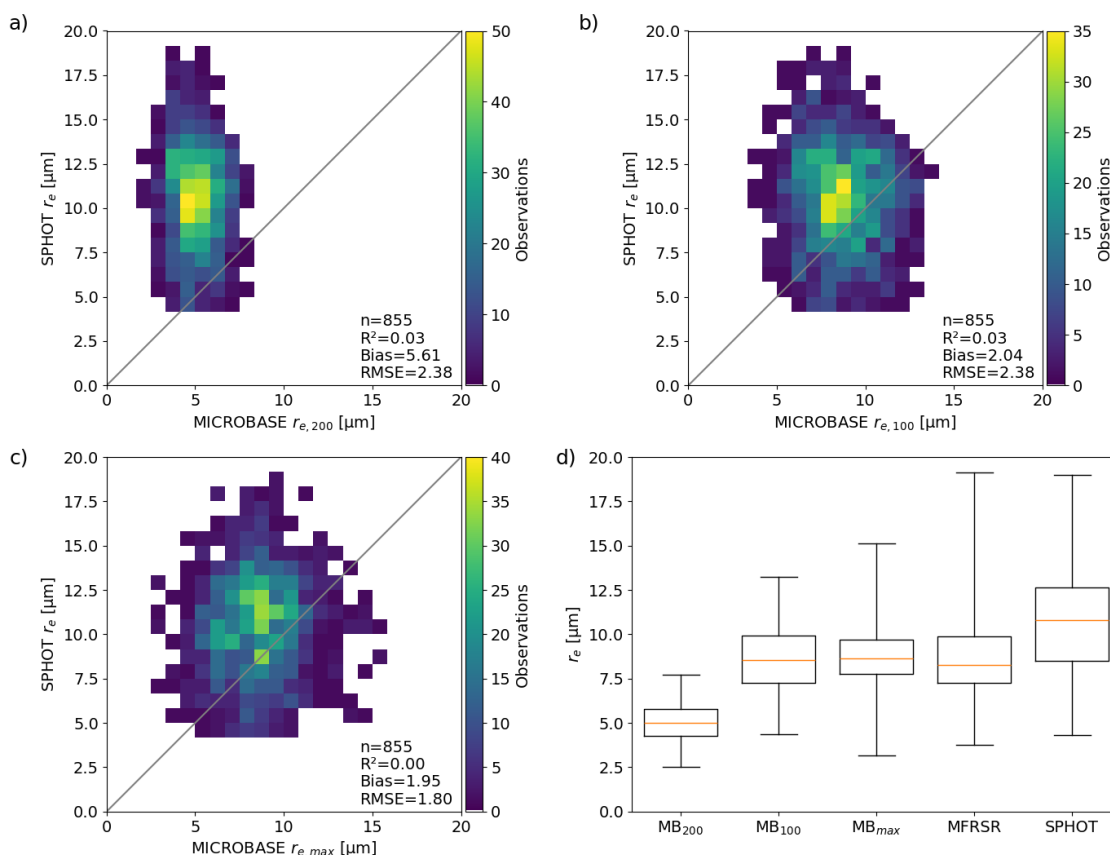 a)
20.0
17.5
15.0
12.5
10.0
7.5
5.0
2.5
0.0
SPHOT re [μm]
0
5
10
15
20
MICROBASE re,200 [μm]
n=855
R²=0.03
Bias=5.61
RMSE=2.38
50
40
30
20
10
0
Observations
b)
20.0
17.5
15.0
12.5
10.0
7.5
5.0
2.5
0.0
SPHOT re [μm]
0
5
10
15
20
MICROBASE re,100 [μm]
n=855
R²=0.03
Bias=2.04
RMSE=2.38
35
30
25
20
15
10
5
0
Observations
c)
20.0
17.5
15.0
12.5
10.0
7.5
5.0
2.5
0.0
SPHOT re [μm]
0
5
10
15
20
MICROBASE re,max [μm]
n=855
R²=0.00
Bias=1.95
RMSE=1.80
40
35
30
25
20
15
10
5
0
Observations
d)
20.0
17.5
15.0
12.5
10.0
7.5
5.0
2.5
0.0
re [μm]
MB200
MB100
MBmax
MFRSR
SPHOT